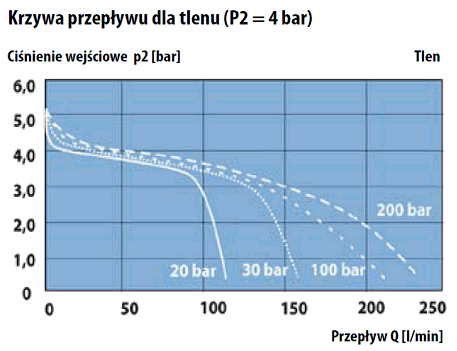 Krzywa przepływu dla tlenu (P2 = 4 bar)
Ciśnienie wejściowe p2 [bar]
Tlen
6,0
5,0
4,0
3,0
2,0
1,0
0
200 bar
20 bar
30 bar
100 bar
0
50
100
150
200
250
Przepływ Q [l/min]